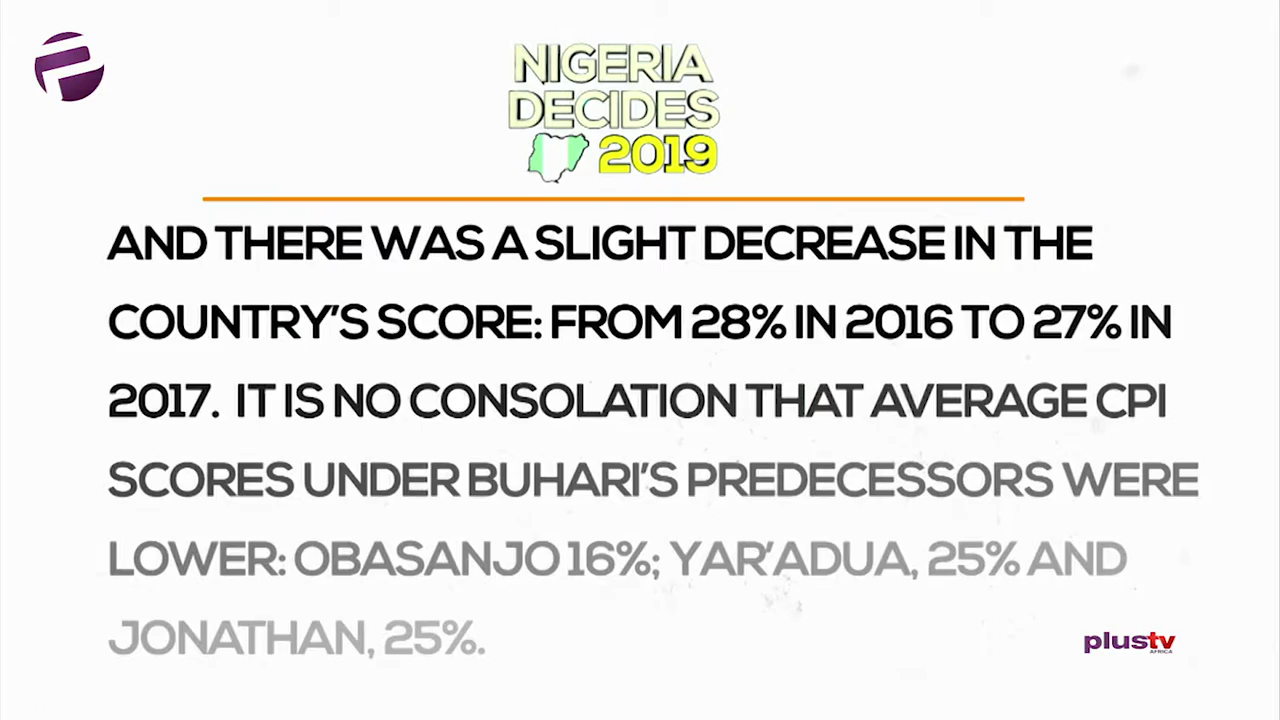 NIGERIA
DECIDES
2019
AND THERE WAS A SLIGHT DECREASE IN THE
COUNTRY'S SCORE: FROM 28% IN 2016 TO 27% IN
2017. IT IS NO CONSOLATION THAT AVERAGE CPI
SCORES UNDER BUHARI'S PREDECESSORS WERE
LOWER: OBASANJO 16%; YAR'ADUA, 25% AND
JONATHAN, 25%.
plustv
AFRICA